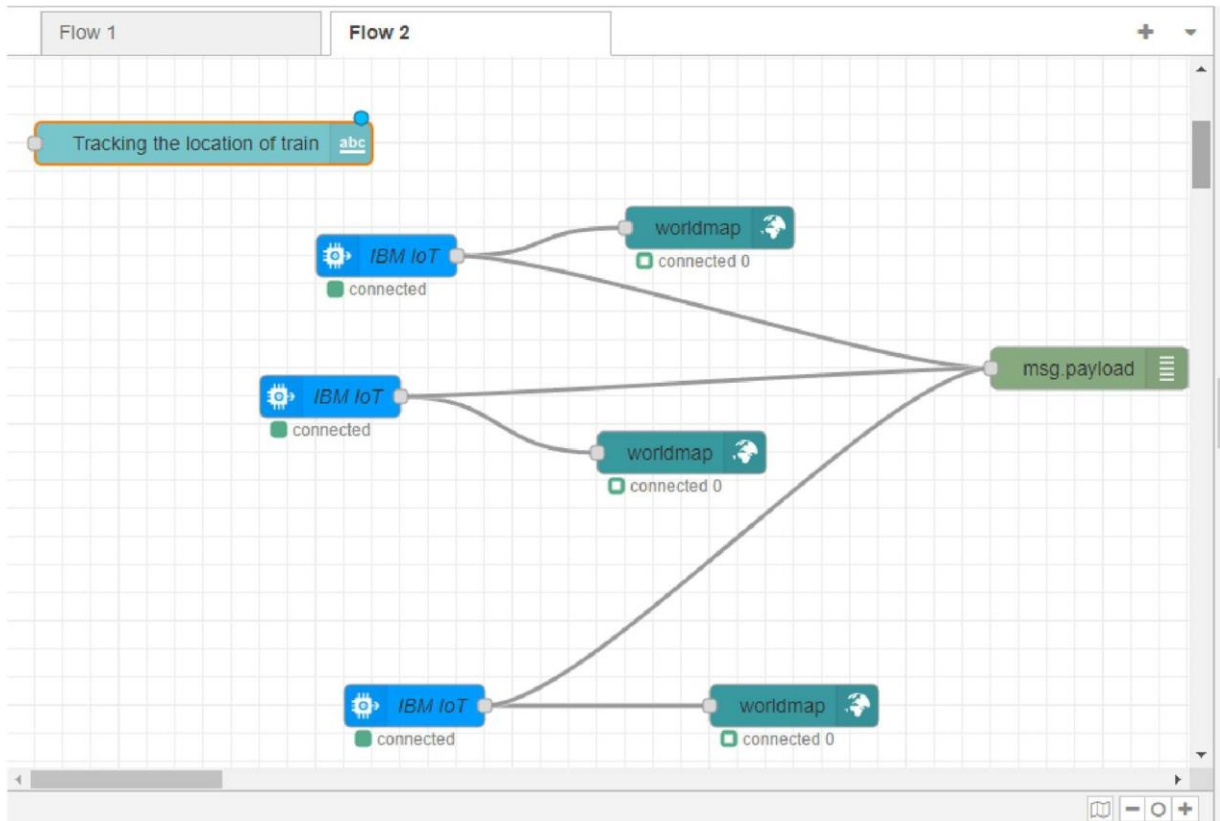 Flow 1
Flow 2
Tracking the location of train
abc
worldmap
connected 0
IBM IoT
connected
msg.payload
IBM IoT
connected
worldmap
connected 0
IBM IoT
connected
worldmap
connected 0